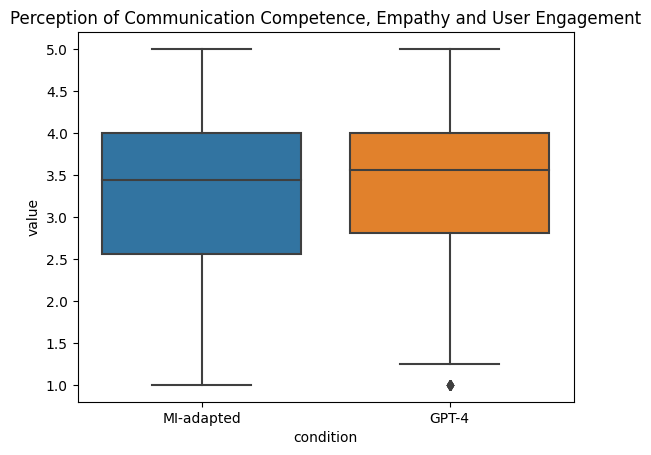 Perception of Communication Competence, Empathy and User Engagement
5.0
4.5
4.0
3.5
3.0
2.5
2.0
1.5
1.0
value
MI-adapted
GPT-4
condition